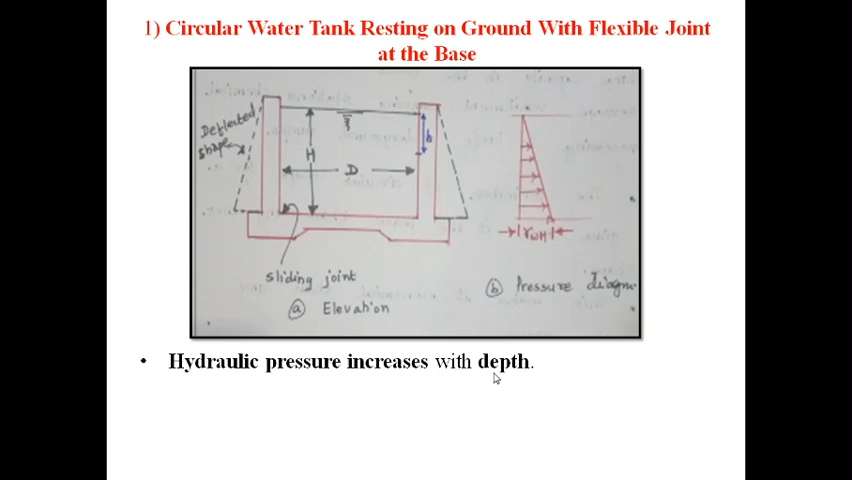 1) Circular Water Tank Resting on Ground With Flexible Joint
at the Base
Deflected
shape
H
D
h
sliding joint
(a) Elevation
γwH
(b) Pressure diagm
• Hydraulic pressure increases with depth.